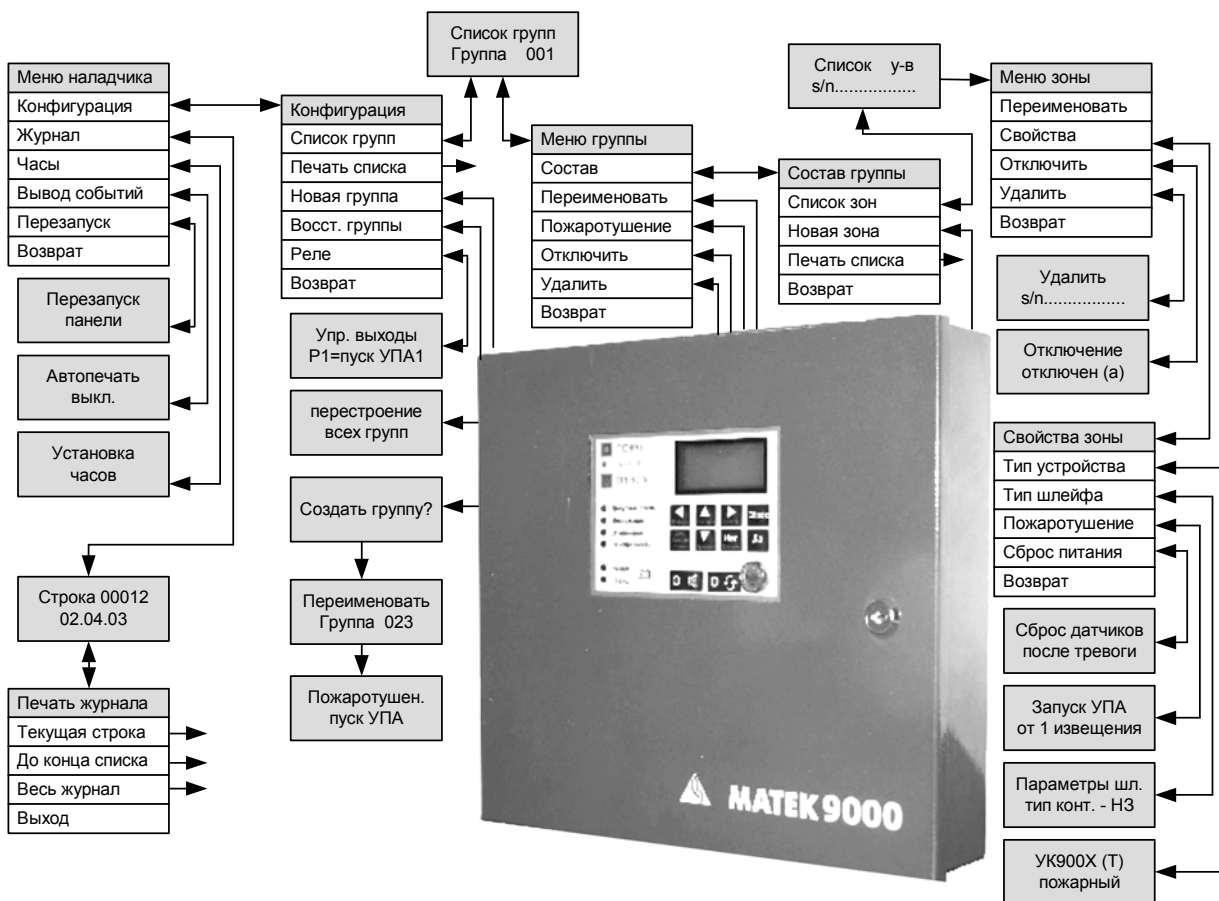 Меню наладчика
Конфигурация
Журнал
Часы
Вывод событий
Перезапуск
Возврат
Перезапуск
панели
Автопечать
выкл.
Установка
часов
Строка 00012
02.04.03
Печать журнала
Текущая строка
До конца списка
Весь журнал
Выход
Конфигурация
Список групп
Печать списка
Новая группа
Восст. группы
Реле
Возврат
Упр. выходы
Р1=пуск УПА1
перестроение
всех групп
Создать группу?
Переименовать
Группа 023
Пожаротушен.
пуск УПА
Список групп
Группа 001
Меню группы
Состав
Переименовать
Пожаротушение
Отключить
Удалить
Возврат
Состав группы
Список зон
Новая зона
Печать списка
Возврат
Список у-в
s/n.................
Меню зоны
Переименовать
Свойства
Отключить
Удалить
Возврат
Удалить
s/n.................
Отключение
отключен (а)
Свойства зоны
Тип устройства
Тип шлейфа
Пожаротушение
Сброс питания
Возврат
Сброс датчиков
после тревоги
Запуск УПА
от 1 извещения
Параметры шл.
тип конт. - НЗ
УК900Х (Т)
пожарный
МАТЕК 9000